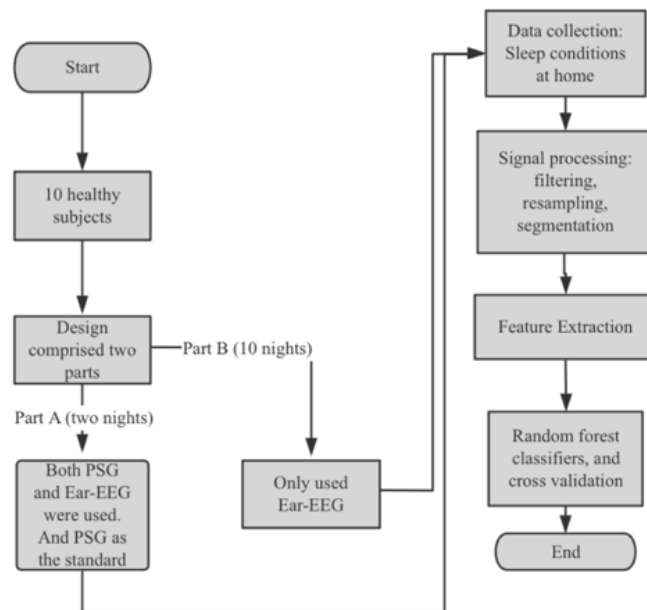 Start
10 healthy
subjects
Design
comprised two
parts
Part A (two nights)
Both PSG
and Ear-EEG
were used.
And PSG as
the standard
Part B (10 nights)
Only used
Ear-EEG
Data collection:
Sleep conditions
at home
Signal processing:
filtering,
resampling,
segmentation
Feature Extraction
Random forest
classifiers, and
cross validation
End